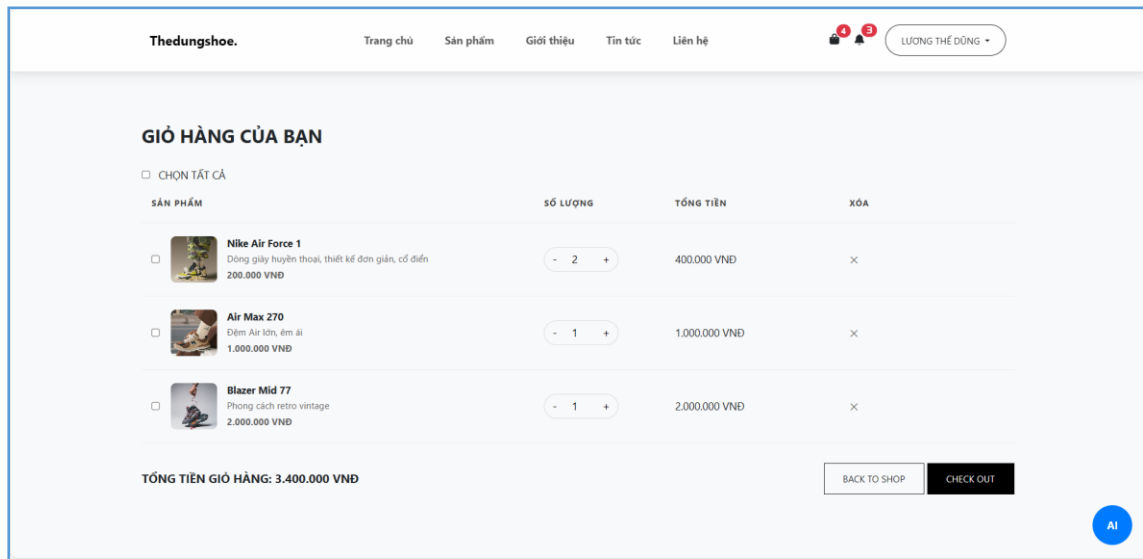 Thedungshoe.
Trang chủ Sản phẩm Giới thiệu Tin tức Liên hệ
4 3
LƯƠNG THẾ DŨNG
GIỎ HÀNG CỦA BẠN
CHỌN TẤT CẢ
SẢN PHẨM SỐ LƯỢNG TỔNG TIỀN XÓA
Nike Air Force 1
Dòng giày huyền thoại, thiết kế đơn giản, cổ điển
200.000 VNĐ
- 2 +
400.000 VNĐ
×
Air Max 270
Đệm Air lớn, êm ái
1.000.000 VNĐ
- 1 +
1.000.000 VNĐ
×
Blazer Mid 77
Phong cách retro vintage
2.000.000 VNĐ
- 1 +
2.000.000 VNĐ
×
TỔNG TIỀN GIỎ HÀNG: 3.400.000 VNĐ
BACK TO SHOP
CHECK OUT
AI